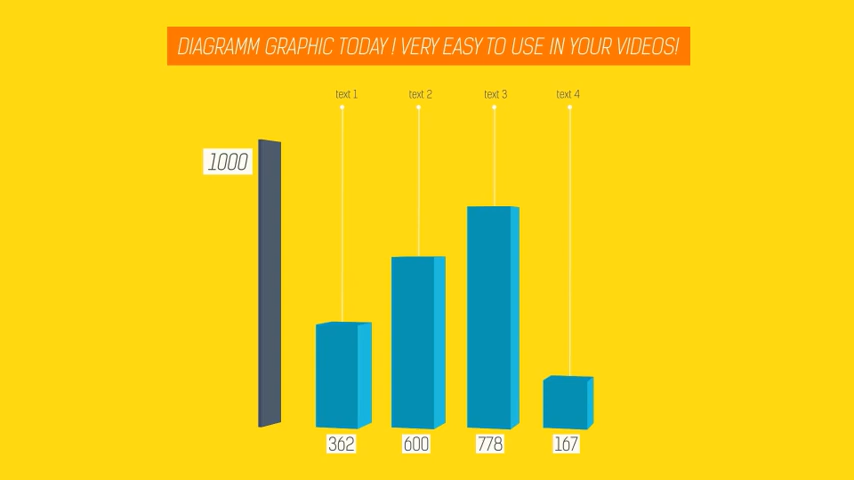 DIAGRAMM GRAPHIC TODAY ! VERY EASY TO USE IN YOUR VIDEOS!
text 1 text 2 text 3 text 4
1000
362 600 778 167